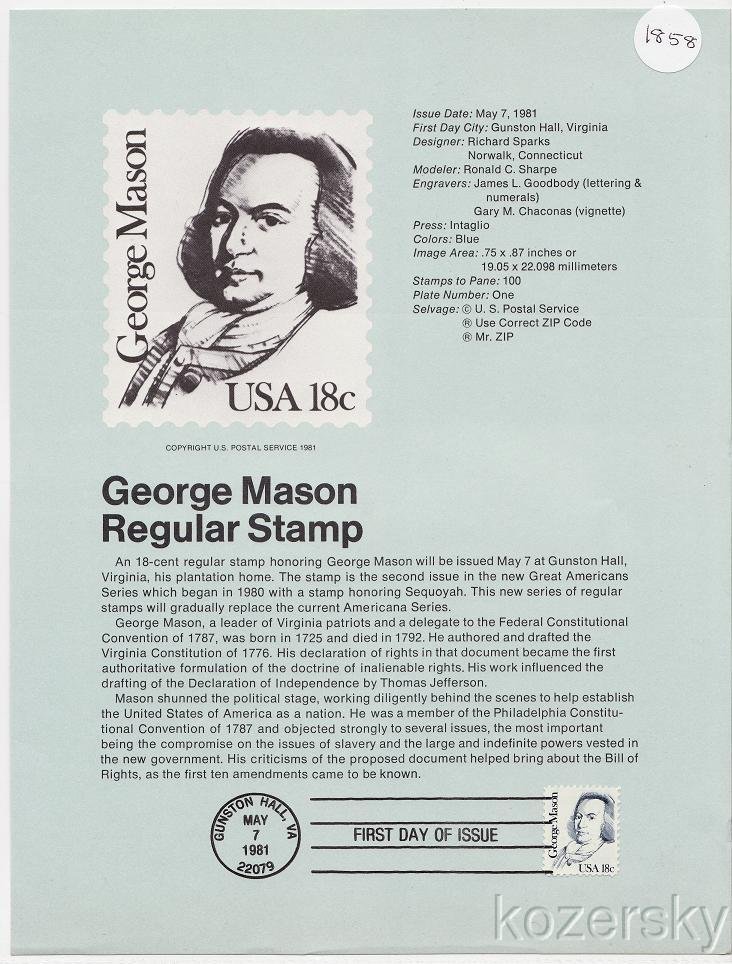 1858
George Mason
USA 18c
Issue Date: May 7, 1981
First Day City: Gunston Hall, Virginia
Designer: Richard Sparks
Norwalk, Connecticut
Modeler: Ronald C. Sharpe
Engravers: James L. Goodbody (lettering &
numerals)
Gary M. Chaconas (vignette)
Press: Intaglio
Colors: Blue
Image Area: .75 x .87 inches or
19.05 x 22.098 millimeters
Stamps to Pane: 100
Plate Number: One
Selvage: © U. S. Postal Service
® Use Correct ZIP Code
® Mr. ZIP
COPYRIGHT U.S. POSTAL SERVICE 1981
George Mason
Regular Stamp
An 18-cent regular stamp honoring George Mason will be issued May 7 at Gunston Hall,
Virginia, his plantation home. The stamp is the second issue in the new Great Americans
Series which began in 1980 with a stamp honoring Sequoyah. This new series of regular
stamps will gradually replace the current Americana Series.
George Mason, a leader of Virginia patriots and a delegate to the Federal Constitutional
Convention of 1787, was born in 1725 and died in 1792. He authored and drafted the
Virginia Constitution of 1776. His declaration of rights in that document became the first
authoritative formulation of the doctrine of inalienable rights. His work influenced the
drafting of the Declaration of Independence by Thomas Jefferson.
Mason shunned the political stage, working diligently behind the scenes to help establish
the United States of America as a nation. He was a member of the Philadelphia Constitu-
tional Convention of 1787 and objected strongly to several issues, the most important
being the compromise on the issues of slavery and the large and indefinite powers vested in
the new government. His criticisms of the proposed document helped bring about the Bill of
Rights, as the first ten amendments came to be known.
GUNSTON HALL, VA
MAY
7
1981
22079
FIRST DAY OF ISSUE
George Mason
USA 18c
kozersky